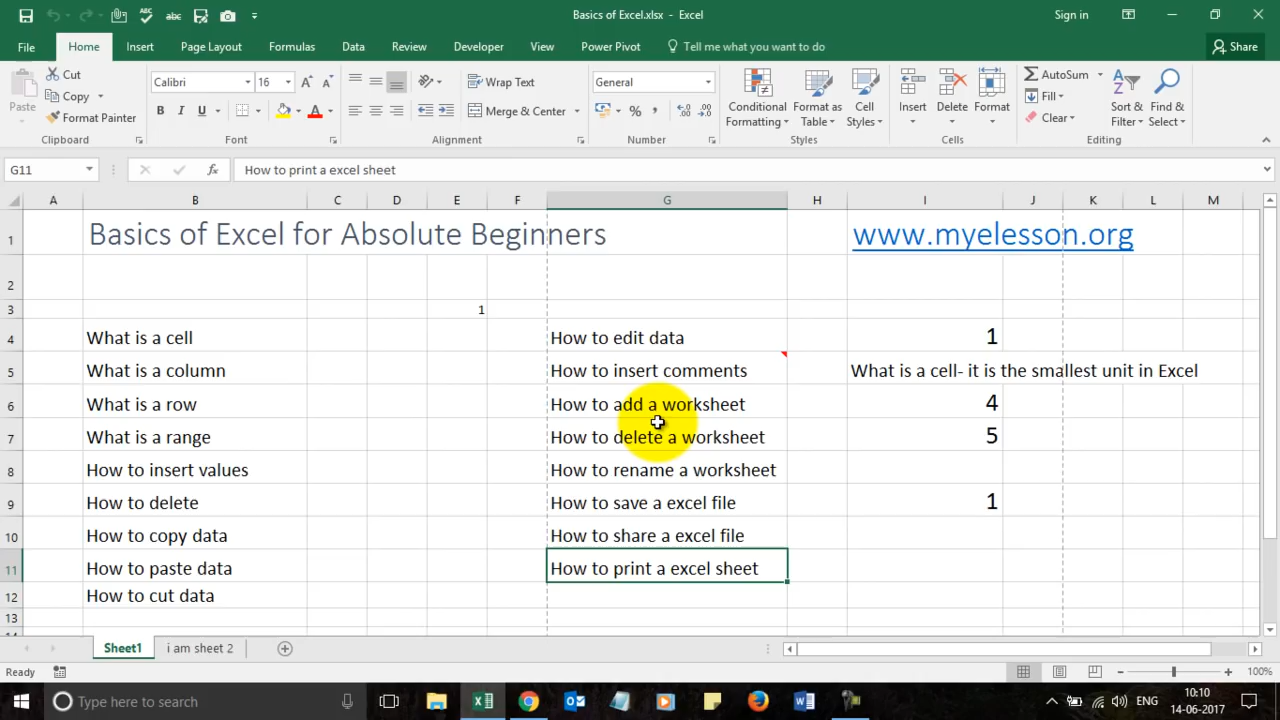 Basics of Excel.xlsx - Excel
Sign in
File Home Insert Page Layout Formulas Data Review Developer View Power Pivot Tell me what you want to do Share
Paste
Cut
Copy
Format Painter
Clipboard
Calibri 16
B I U
Font
Wrap Text
Merge & Center
Alignment
General
Number
Conditional Formatting
Format as Table
Cell Styles
Styles
Insert Delete Format
Cells
AutoSum
Fill
Clear
Sort & Filter
Find & Select
Editing
G11 fx How to print a excel sheet
A B C D E F G H I J K L M
1 Basics of Excel for Absolute Beginners www.myelesson.org
2
3 1
4 What is a cell How to edit data 1
5 What is a column How to insert comments What is a cell- it is the smallest unit in Excel
6 What is a row How to add a worksheet 4
7 What is a range How to delete a worksheet 5
8 How to insert values How to rename a worksheet
9 How to delete How to save a excel file 1
10 How to copy data How to share a excel file
11 How to paste data How to print a excel sheet
12 How to cut data
13
Sheet1 i am sheet 2
Ready 100%
Type here to search ENG 10:10
14-06-2017